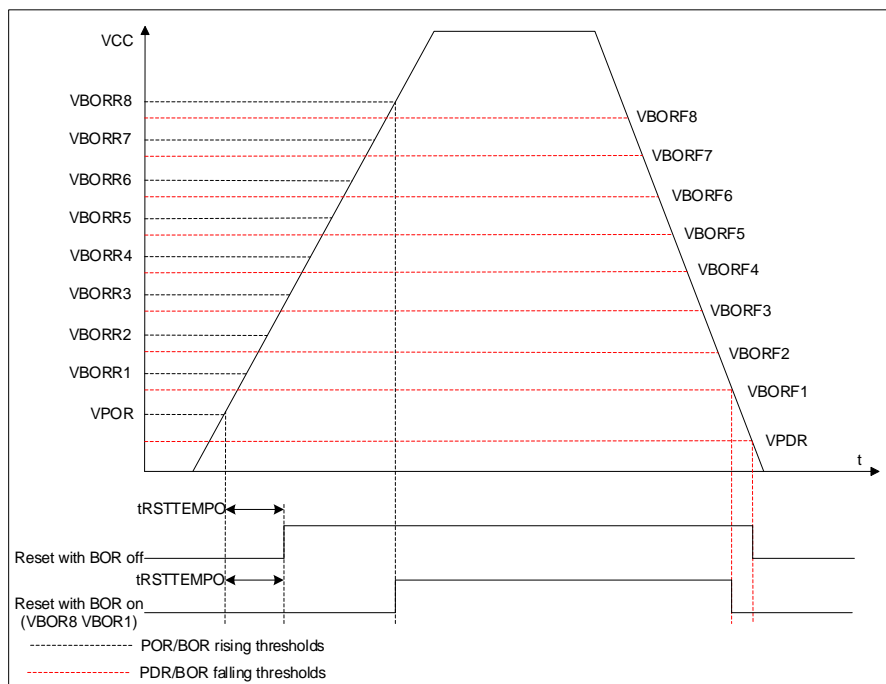 VCC
VBORR8
VBORF8
VBORR7
VBORF7
VBORR6
VBORF6
VBORR5
VBORF5
VBORR4
VBORF4
VBORR3
VBORF3
VBORR2
VBORF2
VBORR1
VBORF1
VPOR
VPDR
t
tRSTTEMPO
Reset with BOR off
tRSTTEMPO
Reset with BOR on
(VBOR8 VBOR1)
POR/BOR rising thresholds
PDR/BOR falling thresholds